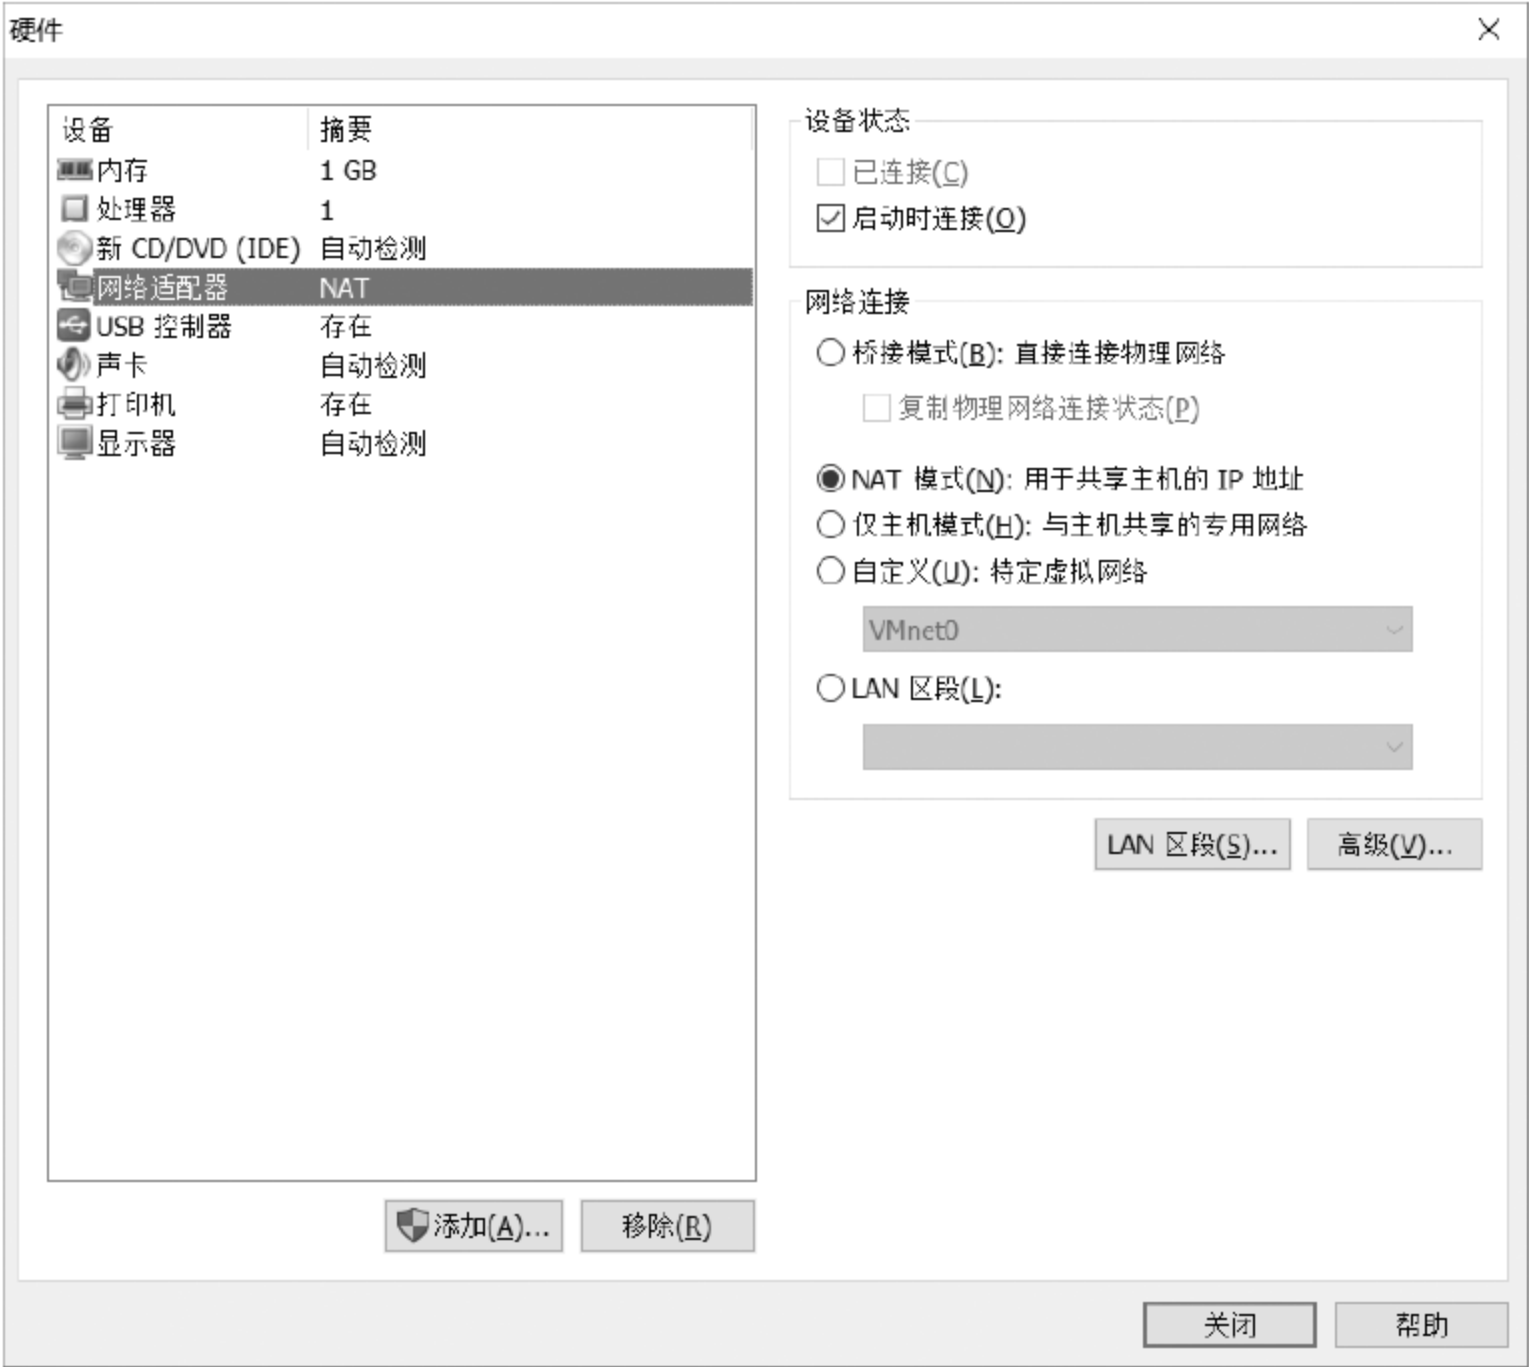 硬件
设备 摘要
内存 1 GB
处理器 1
新 CD/DVD (IDE) 自动检测
网络适配器 NAT
USB 控制器 存在
声卡 自动检测
打印机 存在
显示器 自动检测
添加(A)...
移除(R)
设备状态
已连接(C)
启动时连接(O)
网络连接
桥接模式(B): 直接连接物理网络
复制物理网络连接状态(P)
NAT 模式(N): 用于共享主机的 IP 地址
仅主机模式(H): 与主机共享的专用网络
自定义(U): 特定虚拟网络
VMnet0
LAN 区段(L):
LAN 区段(S)...
高级(V)...
关闭
帮助